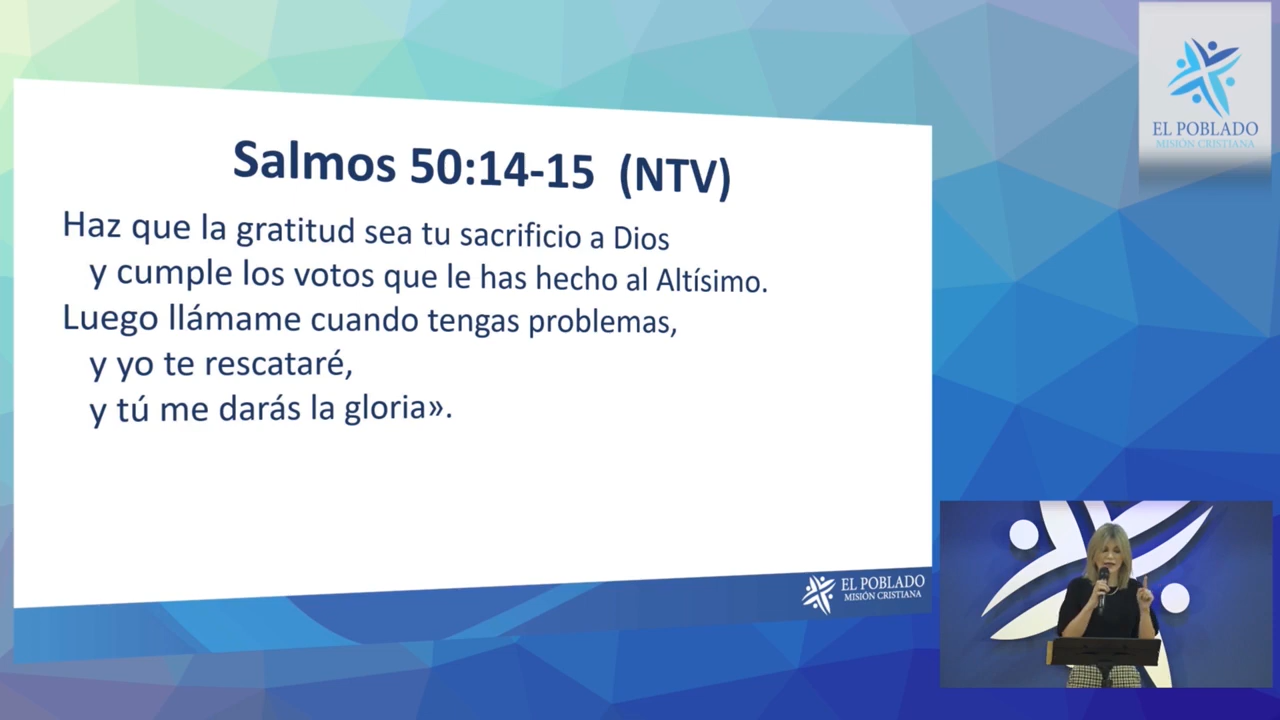 Salmos 50:14-15 (NTV)
Haz que la gratitud sea tu sacrificio a Dios
y cumple los votos que le has hecho al Altísimo.
Luego llámame cuando tengas problemas,
y yo te rescataré,
y tú me darás la gloria».
EL POBLADO
MISIÓN CRISTIANA
EL POBLADO
MISIÓN CRISTIANA